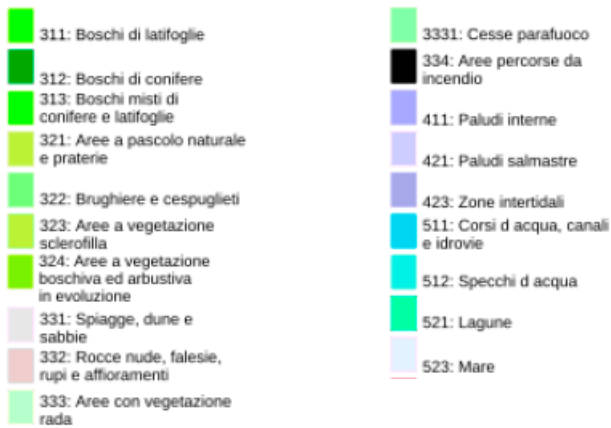 311: Boschi di latifoglie
312: Boschi di conifere
313: Boschi misti di
conifere e latifoglie
321: Aree a pascolo naturale
e praterie
322: Brughiere e cespuglieti
323: Aree a vegetazione
sclerofilla
324: Aree a vegetazione
boschiva ed arbustiva
in evoluzione
331: Spiagge, dune e
sabbie
332: Rocce nude, falesie,
rupi e affioramenti
333: Aree con vegetazione
rada
3331: Cesse parafuoco
334: Aree percorse da
incendio
411: Paludi interne
421: Paludi salmastre
423: Zone intertidali
511: Corsi d acqua, canali
e idrovie
512: Specchi d acqua
521: Lagune
523: Mare